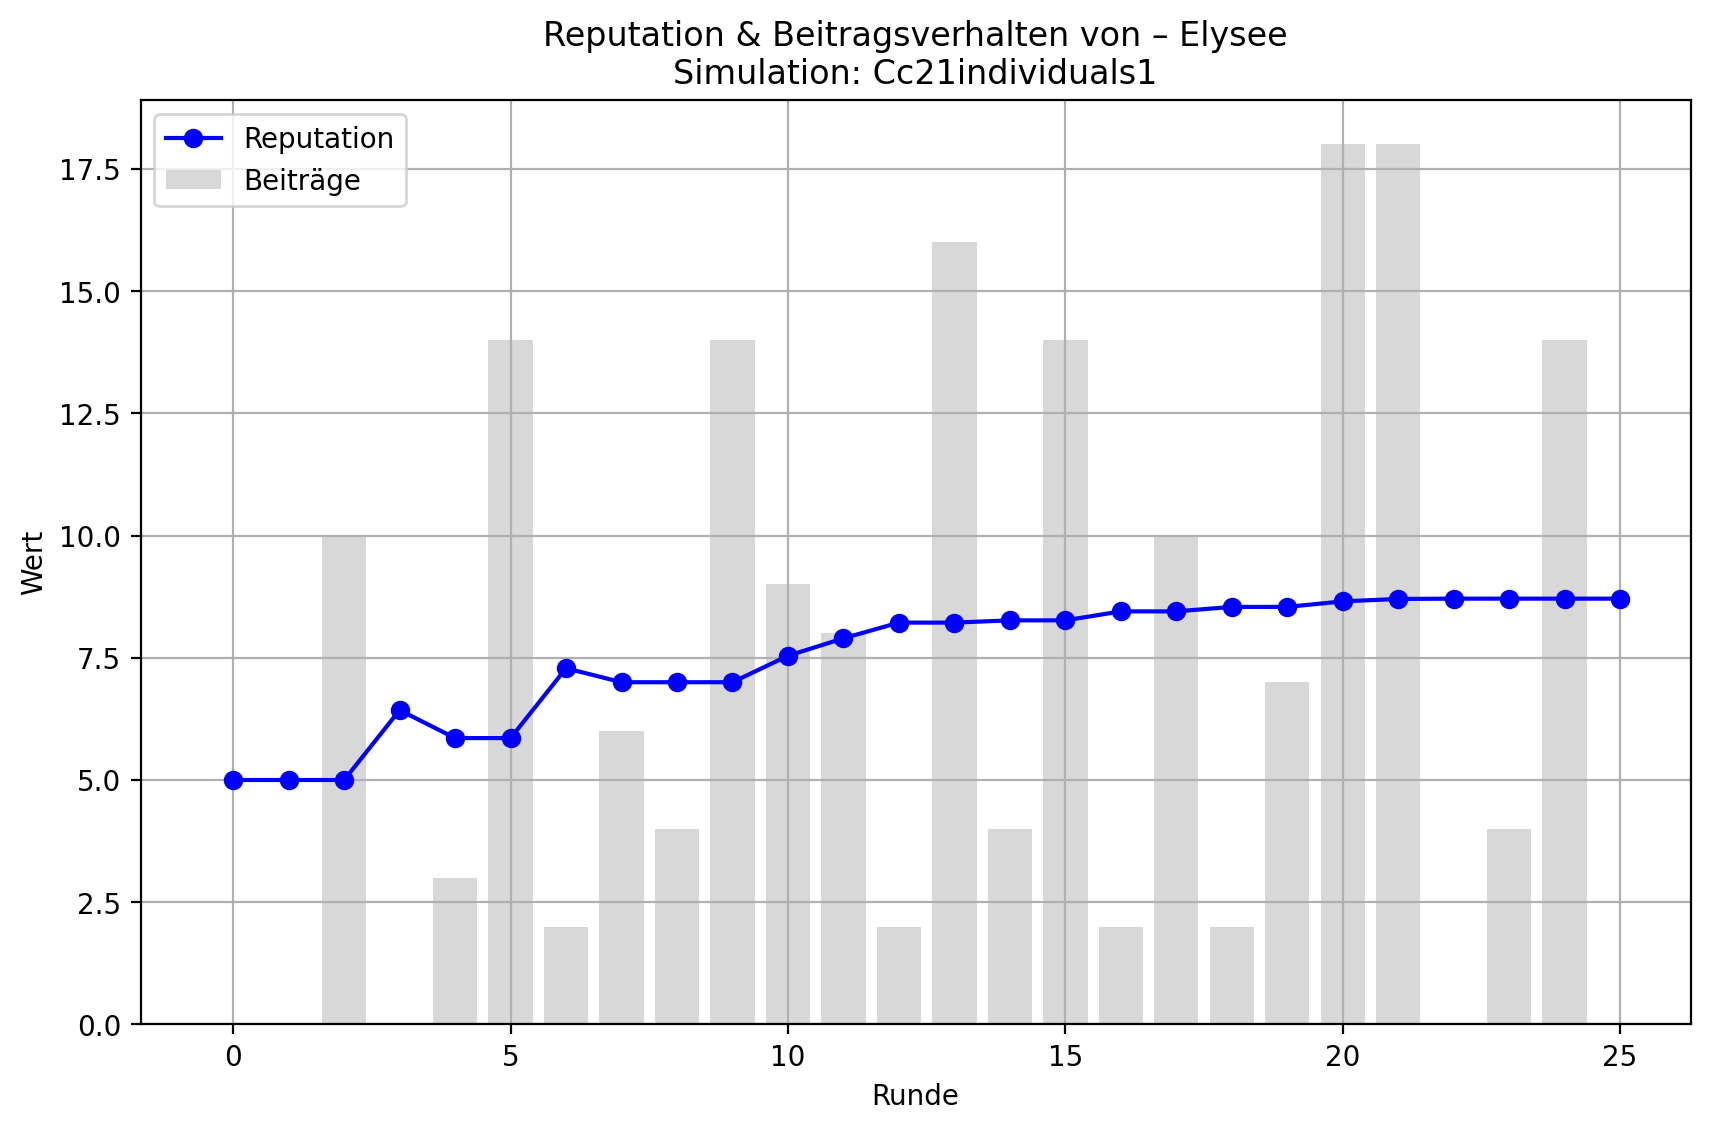 Reputation & Beitragsverhalten von – Elysee
Simulation: Cc21individuals1
Reputation
Beiträge
17.5
15.0
12.5
10.0
7.5
5.0
2.5
0.0
Wert
0 5 10 15 20 25
Runde